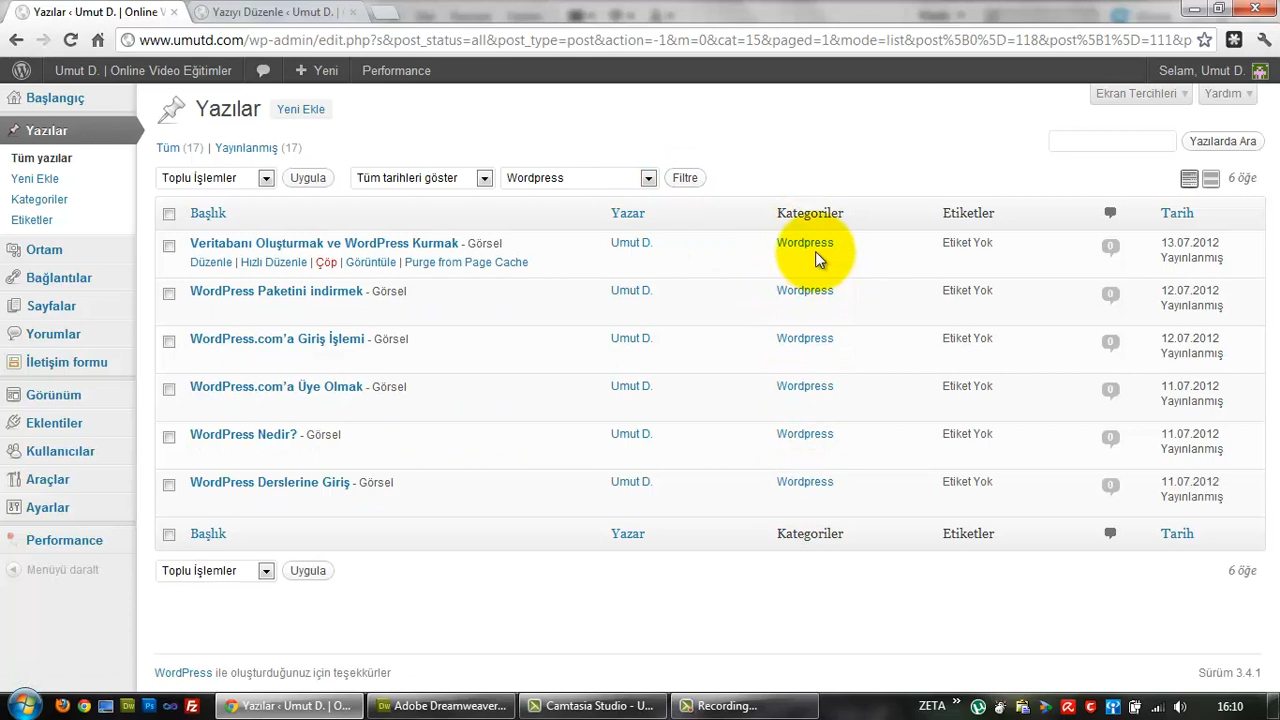 Yazılar ‹ Umut D. | Online V
Yazıyı Düzenle ‹ Umut D. |
www.umutd.com/wp-admin/edit.php?s&post_status=all&post_type=post&action=-1&m=0&cat=15&paged=1&mode=list&post%5B0%5D=118&post%5B1%5D=111&p
Umut D. | Online Video Eğitimler
Yeni
Performance
Selam, Umut D.
Başlangıç
Yazılar
Tüm yazılar
Yeni Ekle
Kategoriler
Etiketler
Ortam
Bağlantılar
Sayfalar
Yorumlar
İletişim formu
Görünüm
Eklentiler
Kullanıcılar
Araçlar
Ayarlar
Performance
Menüyü daralt
Yazılar Yeni Ekle
Ekran Tercihleri Yardım
Tüm (17) | Yayınlanmış (17)
Yazılarda Ara
Toplu İşlemler Uygula Tüm tarihleri göster Wordpress Filtre 6 öğe
Başlık Yazar Kategoriler Etiketler Tarih
Veritabanı Oluşturmak ve WordPress Kurmak - Görsel Umut D. Wordpress Etiket Yok 0 13.07.2012
Düzenle | Hızlı Düzenle | Çöp | Görüntüle | Purge from Page Cache Yayınlanmış
WordPress Paketini indirmek - Görsel Umut D. Wordpress Etiket Yok 0 12.07.2012
Yayınlanmış
WordPress.com’a Giriş İşlemi - Görsel Umut D. Wordpress Etiket Yok 0 12.07.2012
Yayınlanmış
WordPress.com’a Üye Olmak - Görsel Umut D. Wordpress Etiket Yok 0 11.07.2012
Yayınlanmış
WordPress Nedir? - Görsel Umut D. Wordpress Etiket Yok 0 11.07.2012
Yayınlanmış
WordPress Derslerine Giriş - Görsel Umut D. Wordpress Etiket Yok 0 11.07.2012
Yayınlanmış
Başlık Yazar Kategoriler Etiketler Tarih
Toplu İşlemler Uygula 6 öğe
WordPress ile oluşturduğunuz için teşekkürler Sürüm 3.4.1
Yazılar ‹ Umut D. | O...
Adobe Dreamweaver...
Camtasia Studio - U...
Recording...
ZETA
16:10